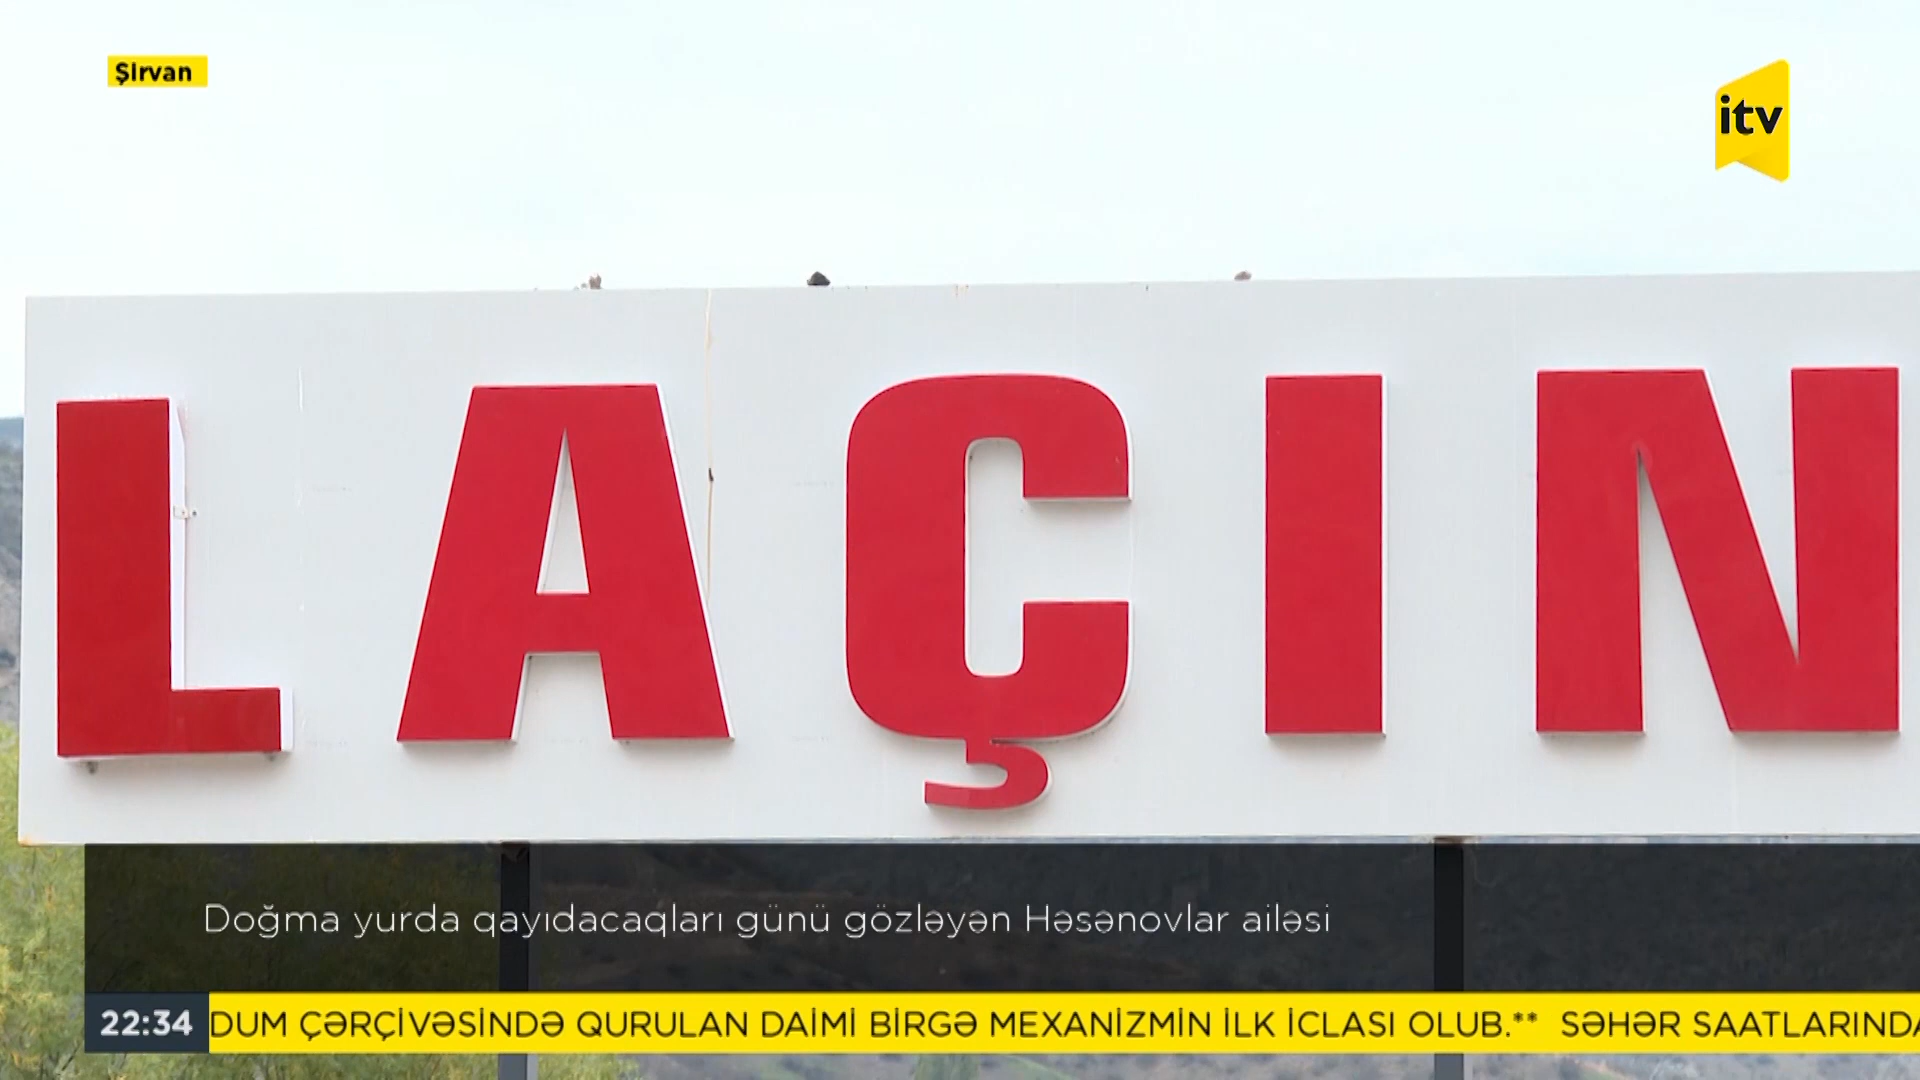 Şirvan
itv
LAÇIN
Doğma yurda qayıdacaqları günü gözləyən Həsənovlar ailəsi
22:34
DUM ÇƏRÇİVƏSİNDƏ QURULAN DAİMİ BİRGƏ MEXANİZMİN İLK İCLASI OLUB.** SƏHƏR SAATLARINDA